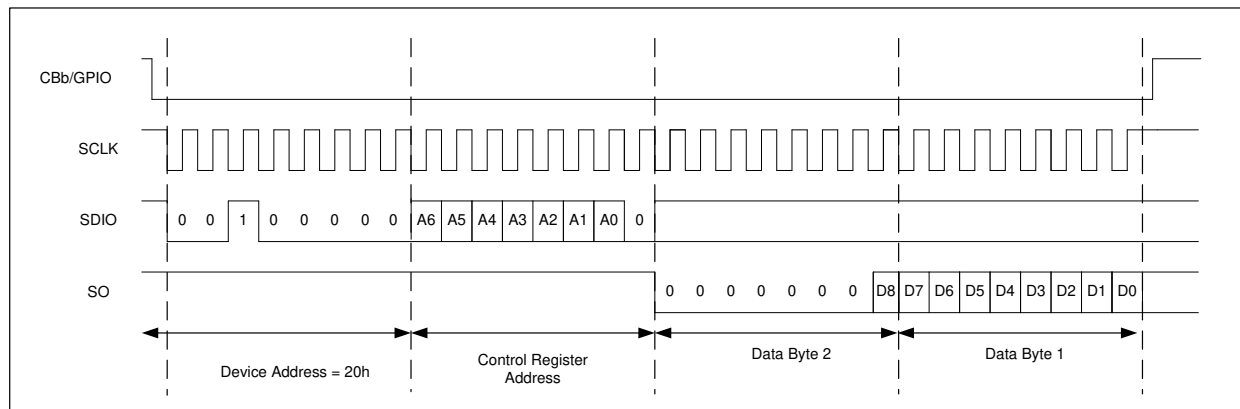 CBb/GPIO
SCLK
SDIO
0 0 1 0 0 0 0 0 A6 A5 A4 A3 A2 A1 A0 0
SO
0 0 0 0 0 0 0 D8 D7 D6 D5 D4 D3 D2 D1 D0
Device Address = 20h
Control Register
Address
Data Byte 2
Data Byte 1